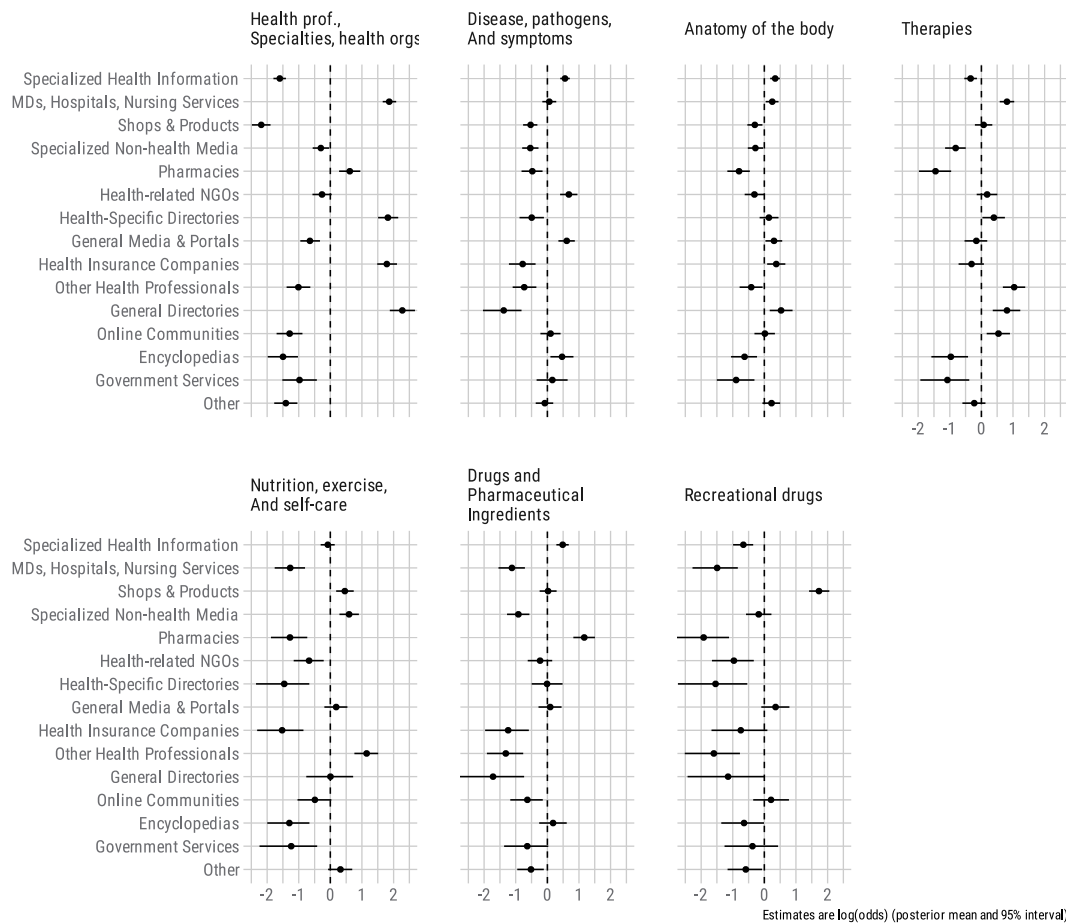 Health prof.,
Specialties, health orgs
Disease, pathogens,
And symptoms
Anatomy of the body
Therapies
Specialized Health Information
MDs, Hospitals, Nursing Services
Shops & Products
Specialized Non-health Media
Pharmacies
Health-related NGOs
Health-Specific Directories
General Media & Portals
Health Insurance Companies
Other Health Professionals
General Directories
Online Communities
Encyclopedias
Government Services
Other
-2 -1 0 1 2
Nutrition, exercise,
And self-care
Drugs and
Pharmaceutical
Ingredients
Recreational drugs
Specialized Health Information
MDs, Hospitals, Nursing Services
Shops & Products
Specialized Non-health Media
Pharmacies
Health-related NGOs
Health-Specific Directories
General Media & Portals
Health Insurance Companies
Other Health Professionals
General Directories
Online Communities
Encyclopedias
Government Services
Other
-2 -1 0 1 2 -2 -1 0 1 2 -2 -1 0 1 2
Estimates are log(odds) (posterior mean and 95% interval)